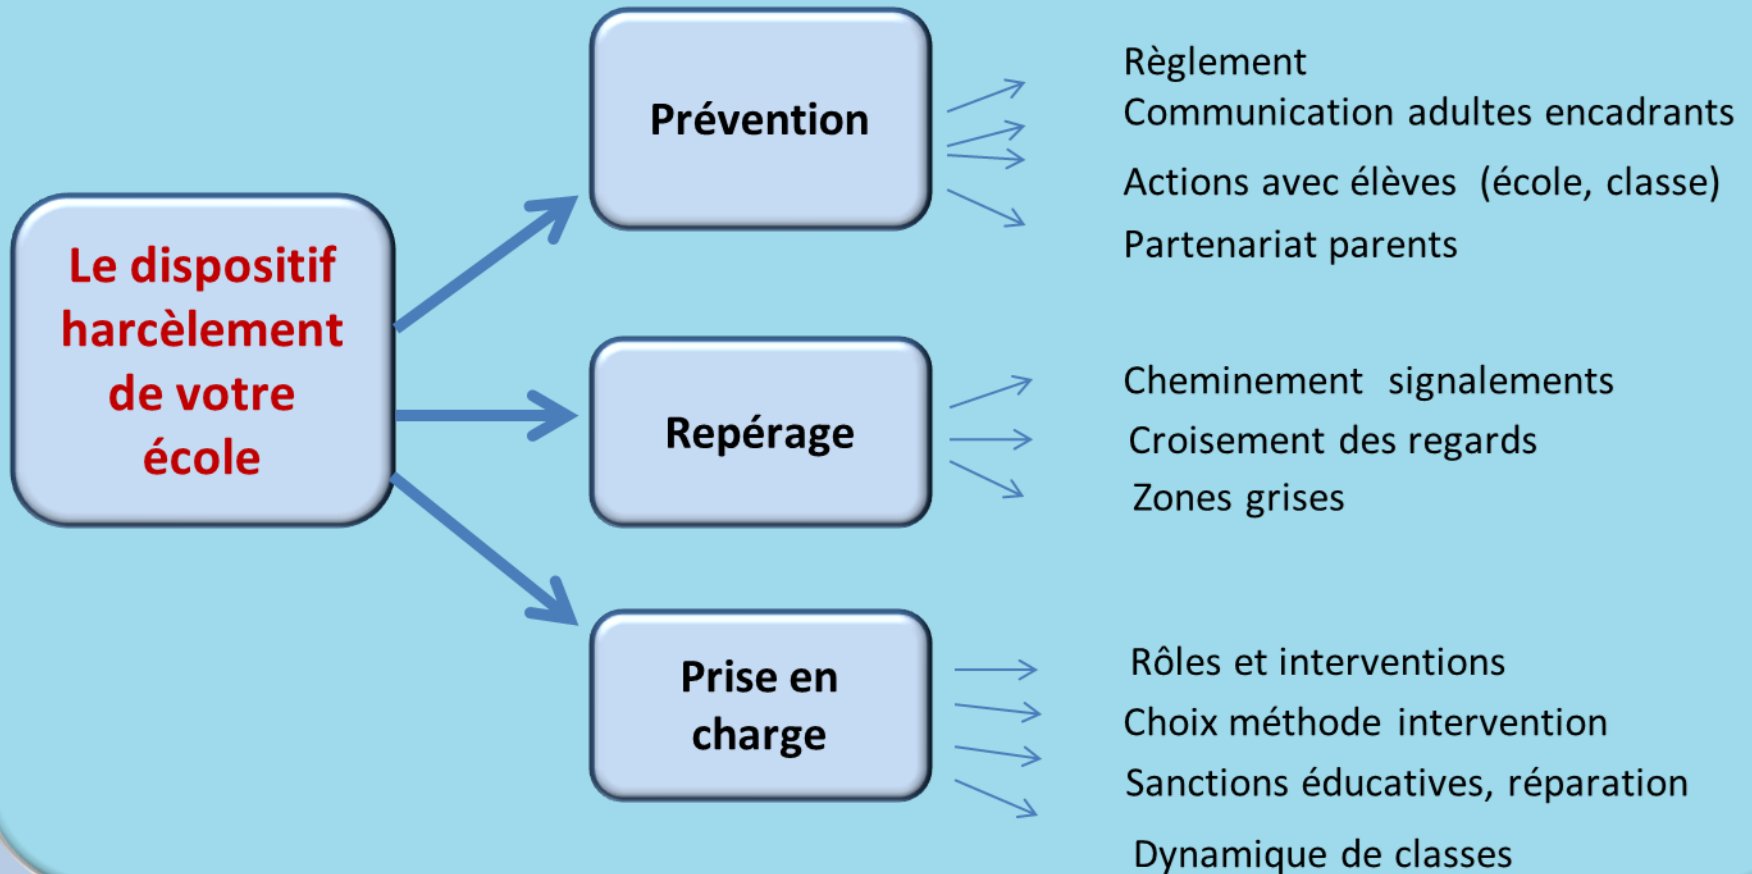 Le dispositif
harcèlement
de votre
école
Prévention
Règlement
Communication adultes encadrants
Actions avec élèves (école, classe)
Partenariat parents
Repérage
Cheminement signalements
Croisement des regards
Zones grises
Prise en
charge
Rôles et interventions
Choix méthode intervention
Sanctions éducatives, réparation
Dynamique de classes